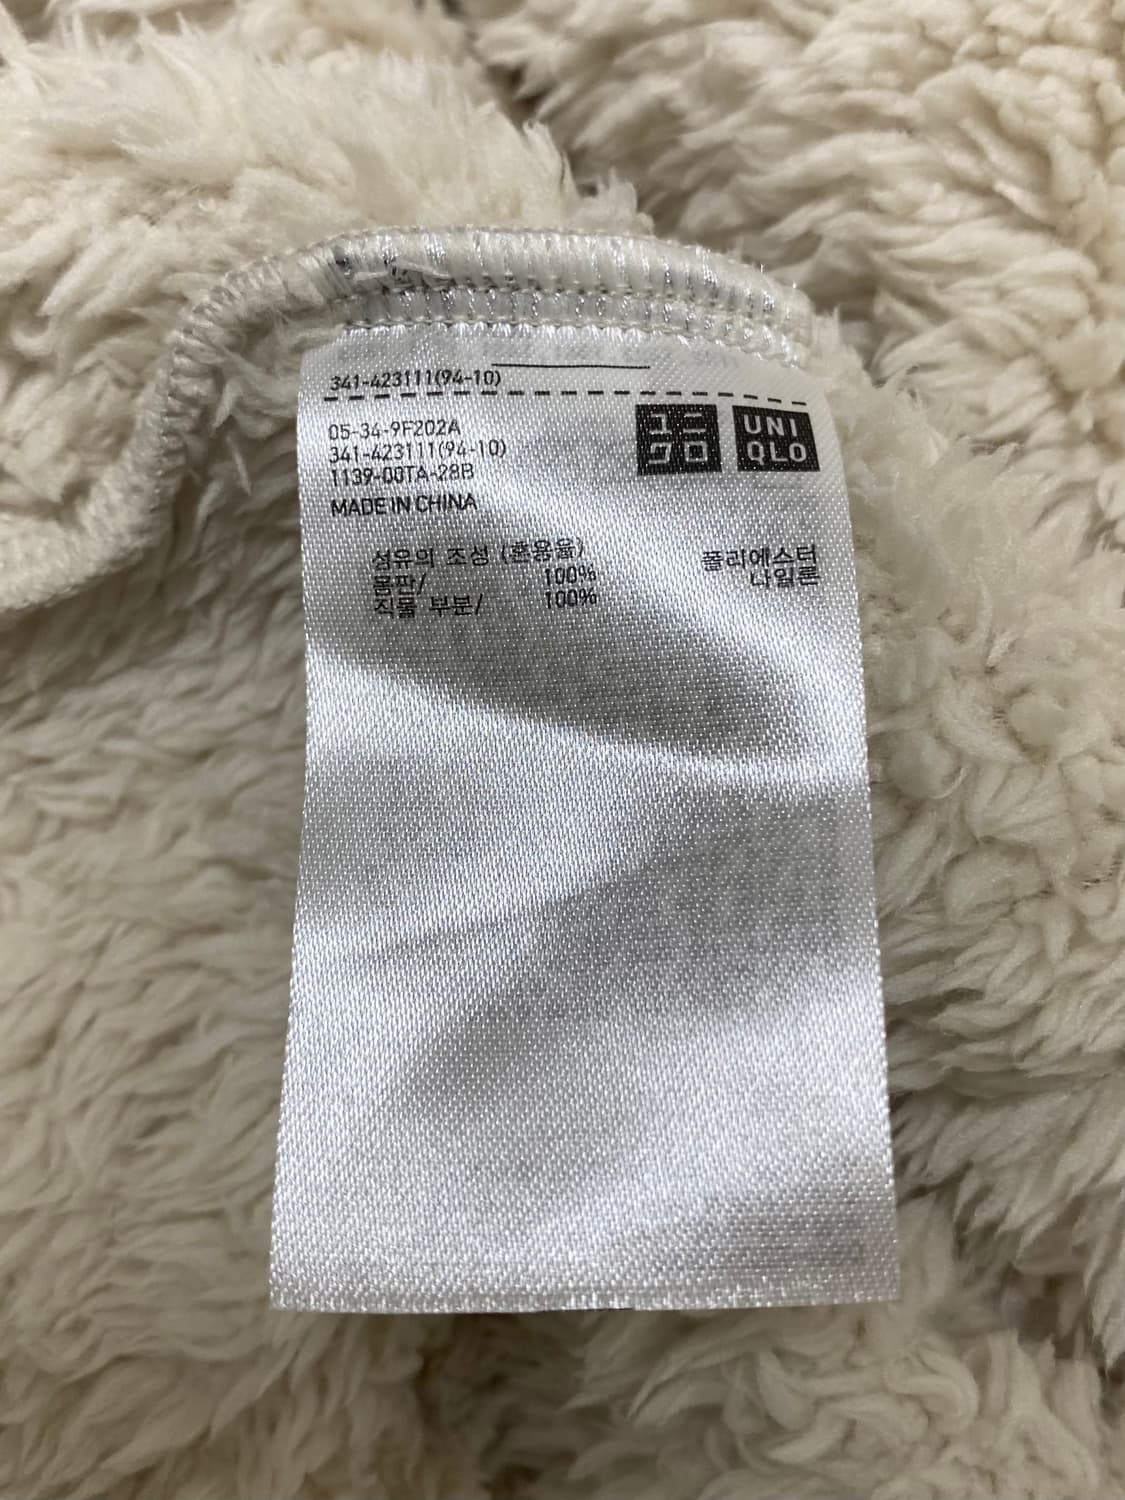 341-423111(94-10)
05-34-9F202A
341-423111(94-10)
1139-00TA-28B
MADE IN CHINA
ユニ
クロ
UNI
QLO
섬유의 조성 (혼용율)
몸판/ 100% 폴리에스터
직물 부분/ 100% 나일론